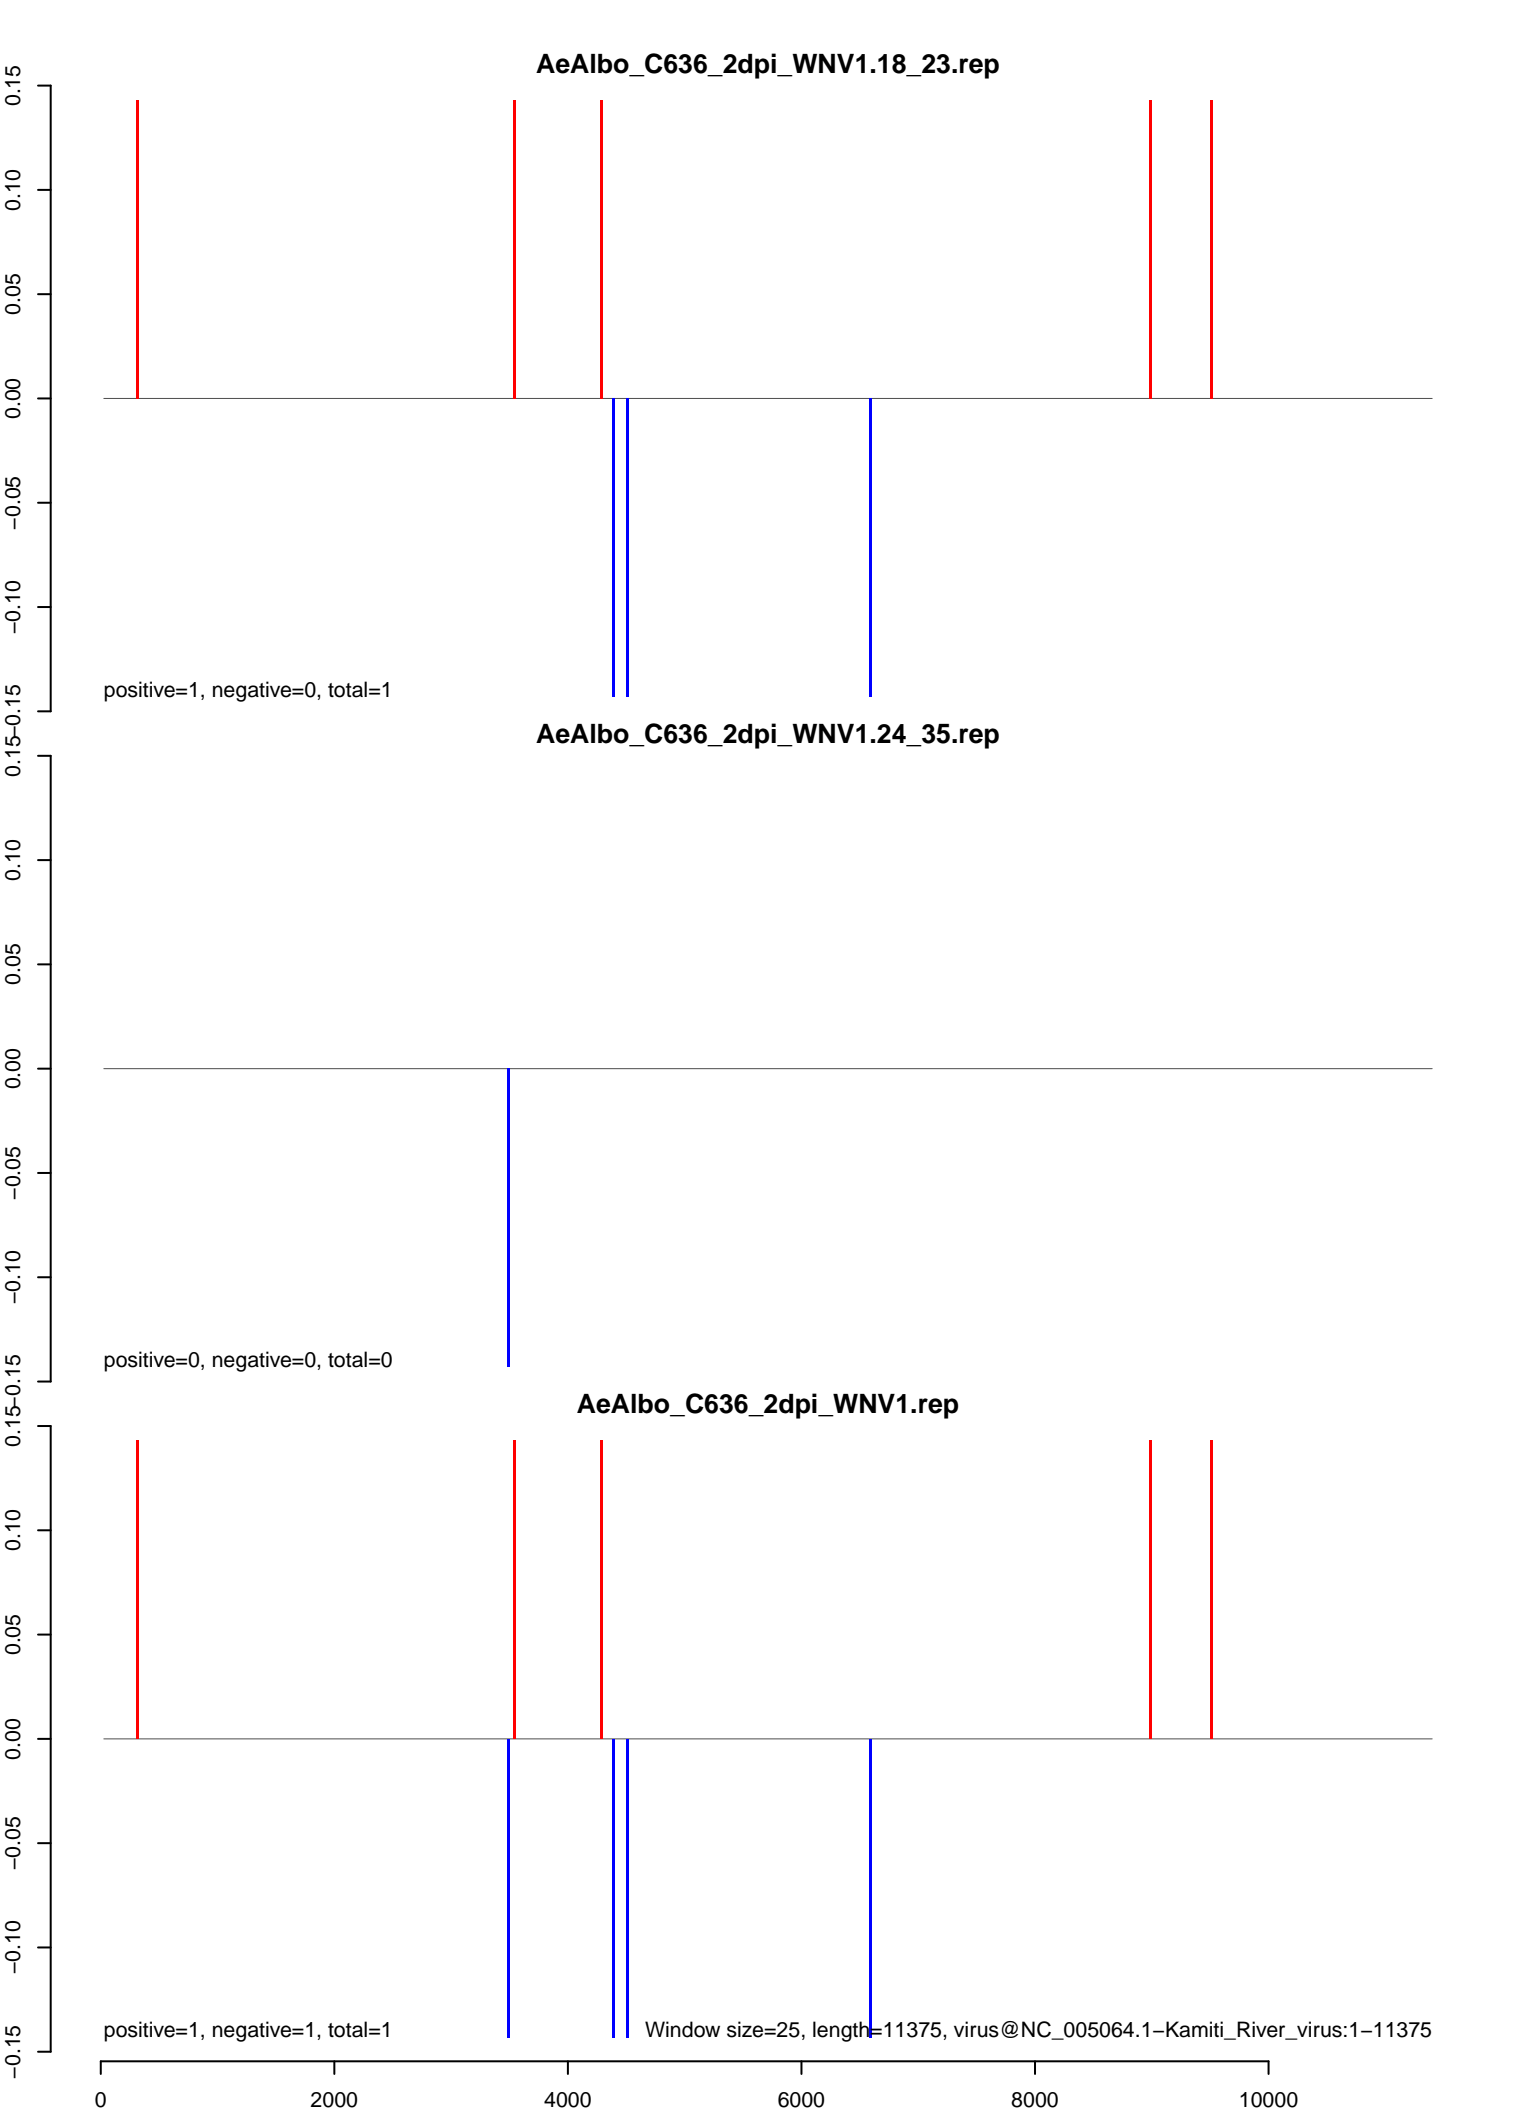 AeAlbo_C636_2dpi_WNV1.18_23.rep
0.15
0.10
0.05
0.00
−0.05
−0.10
−0.15
positive=1, negative=0, total=1
AeAlbo_C636_2dpi_WNV1.24_35.rep
0.15
0.10
0.05
0.00
−0.05
−0.10
−0.15
positive=0, negative=0, total=0
AeAlbo_C636_2dpi_WNV1.rep
0.15
0.10
0.05
0.00
−0.05
−0.10
−0.15
positive=1, negative=1, total=1
Window size=25, length=11375, virus@NC_005064.1−Kamiti_River_virus:1−11375
0 2000 4000 6000 8000 10000